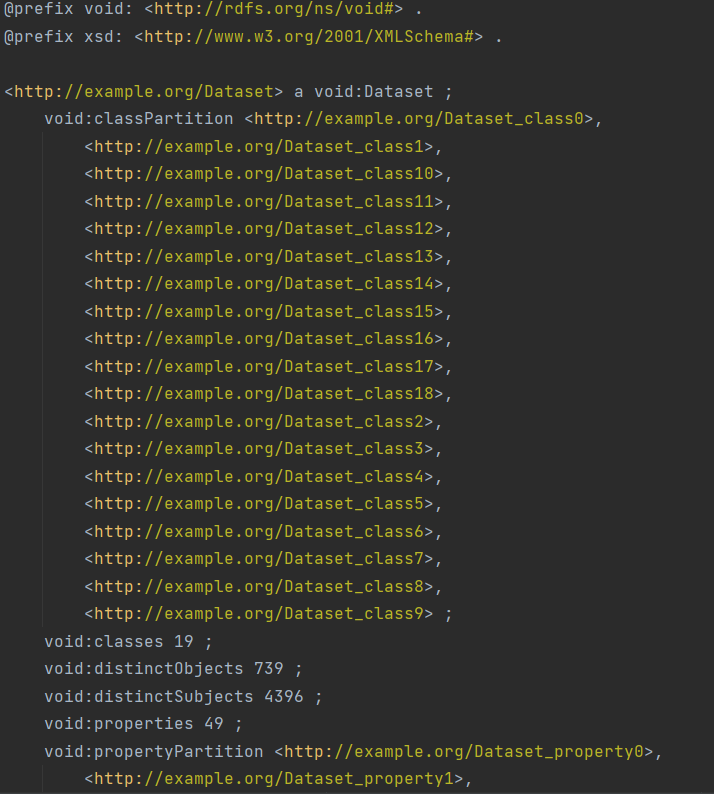 @prefix void: <http://rdfs.org/ns/void#> .
@prefix xsd: <http://www.w3.org/2001/XMLSchema#> .
<http://example.org/Dataset> a void:Dataset ;
void:classPartition <http://example.org/Dataset_class0>,
<http://example.org/Dataset_class1>,
<http://example.org/Dataset_class10>,
<http://example.org/Dataset_class11>,
<http://example.org/Dataset_class12>,
<http://example.org/Dataset_class13>,
<http://example.org/Dataset_class14>,
<http://example.org/Dataset_class15>,
<http://example.org/Dataset_class16>,
<http://example.org/Dataset_class17>,
<http://example.org/Dataset_class18>,
<http://example.org/Dataset_class2>,
<http://example.org/Dataset_class3>,
<http://example.org/Dataset_class4>,
<http://example.org/Dataset_class5>,
<http://example.org/Dataset_class6>,
<http://example.org/Dataset_class7>,
<http://example.org/Dataset_class8>,
<http://example.org/Dataset_class9> ;
void:classes 19 ;
void:distinctObjects 739 ;
void:distinctSubjects 4396 ;
void:properties 49 ;
void:propertyPartition <http://example.org/Dataset_property0>,
<http://example.org/Dataset_property1>,